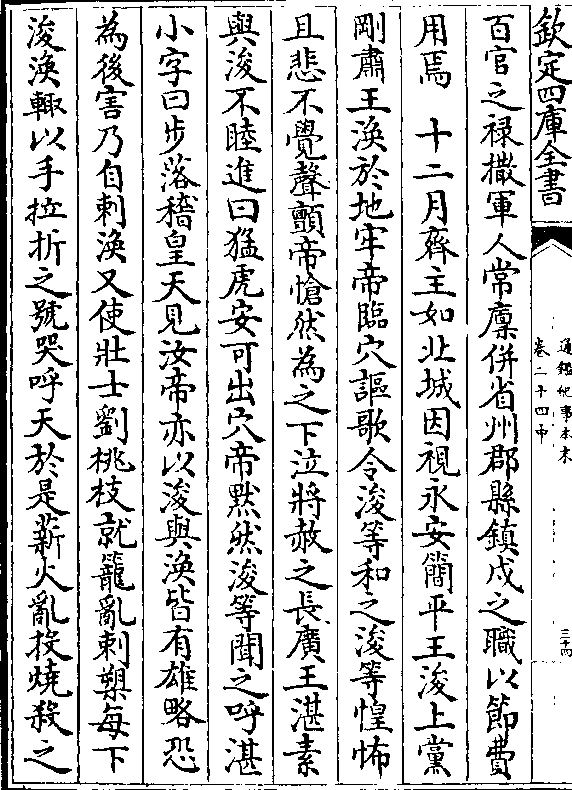 欽定四庫全書
通鑑紀事本末
卷二十四中
三十四
百官之祿撒軍人常廪併省州郡縣鎮戍之職以節費
用焉　十二月齊主如北城因視永安簡平王浚上黨
剛肅王渙於地牢帝臨穴謳歌令浚等和之浚等惶怖
且悲不覺聲顫帝愴然為之下泣將赦之長廣王湛素
與浚不睦進曰猛虎安可出穴帝默然浚等聞之呼湛
小字曰步落稽皇天見汝帝亦以浚與渙皆有雄略恐
為後害乃自刺渙又使壯士劉桃枝就籠亂刺槊每下
浚渙輙以手拉折之號哭呼天於是薪火亂投燒殺之